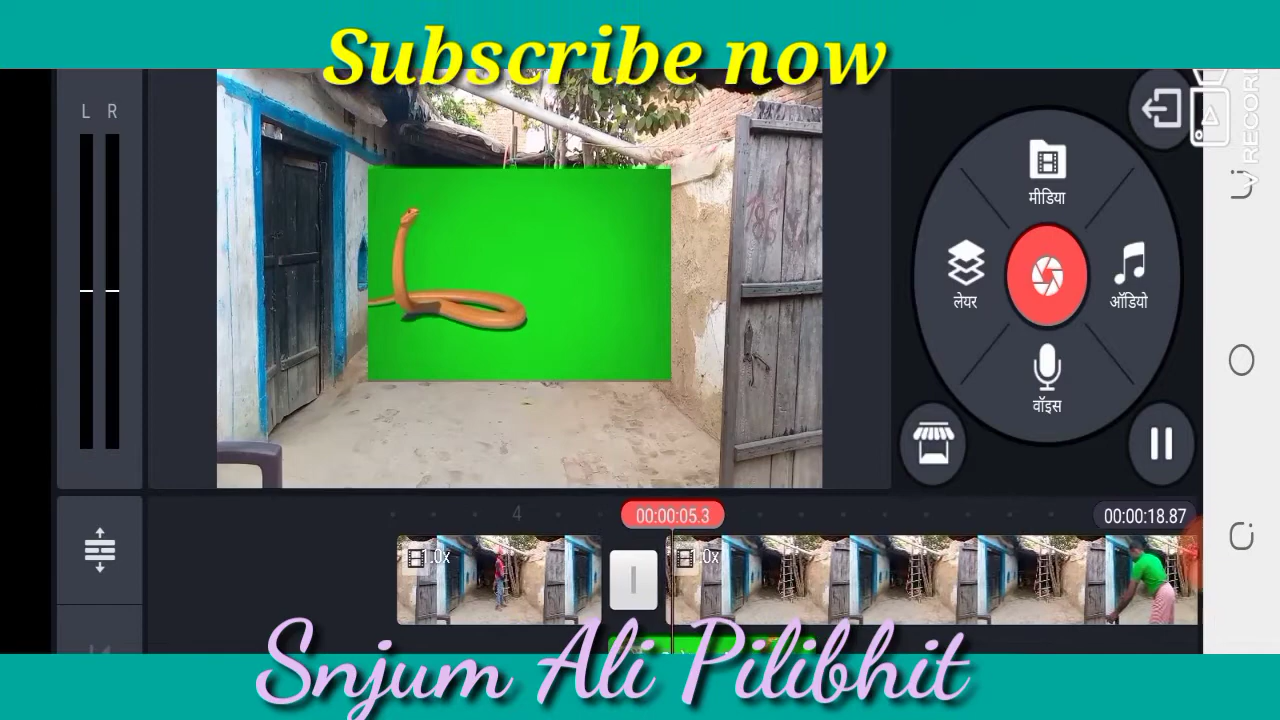 Subscribe now
L R
RECORD
मीडिया
लेयर
ऑडियो
वॉइस
4
00:00:05.3
00:00:18.87
1.0x
1.0x
Snjum Ali Pilibhit